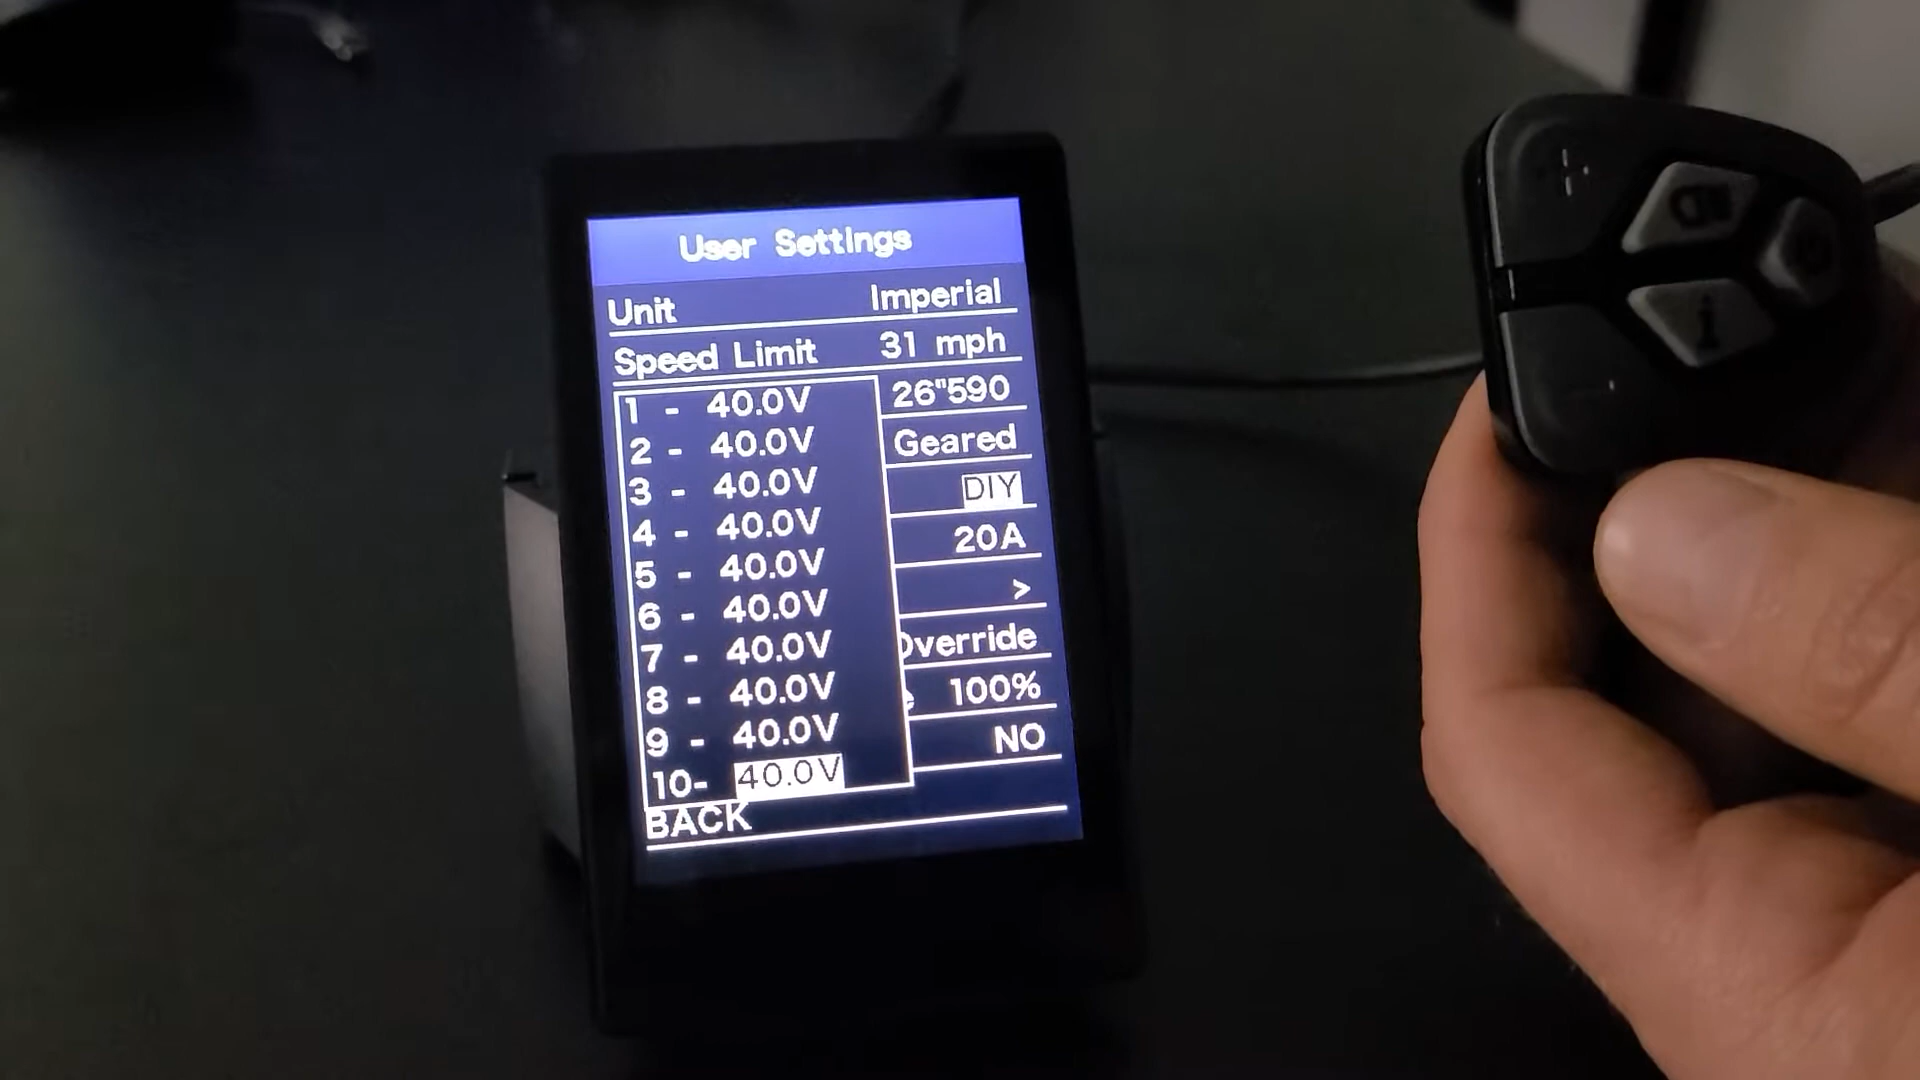 User Settings
Unit Imperial
Speed Limit 31 mph
26"590
1 - 40.0V
2 - 40.0V
Geared
3 - 40.0V
DIY
4 - 40.0V
20A
5 - 40.0V
>
6 - 40.0V
Override
7 - 40.0V
8 - 40.0V
100%
9 - 40.0V
NO
10- 40.0V
BACK
+
i
-